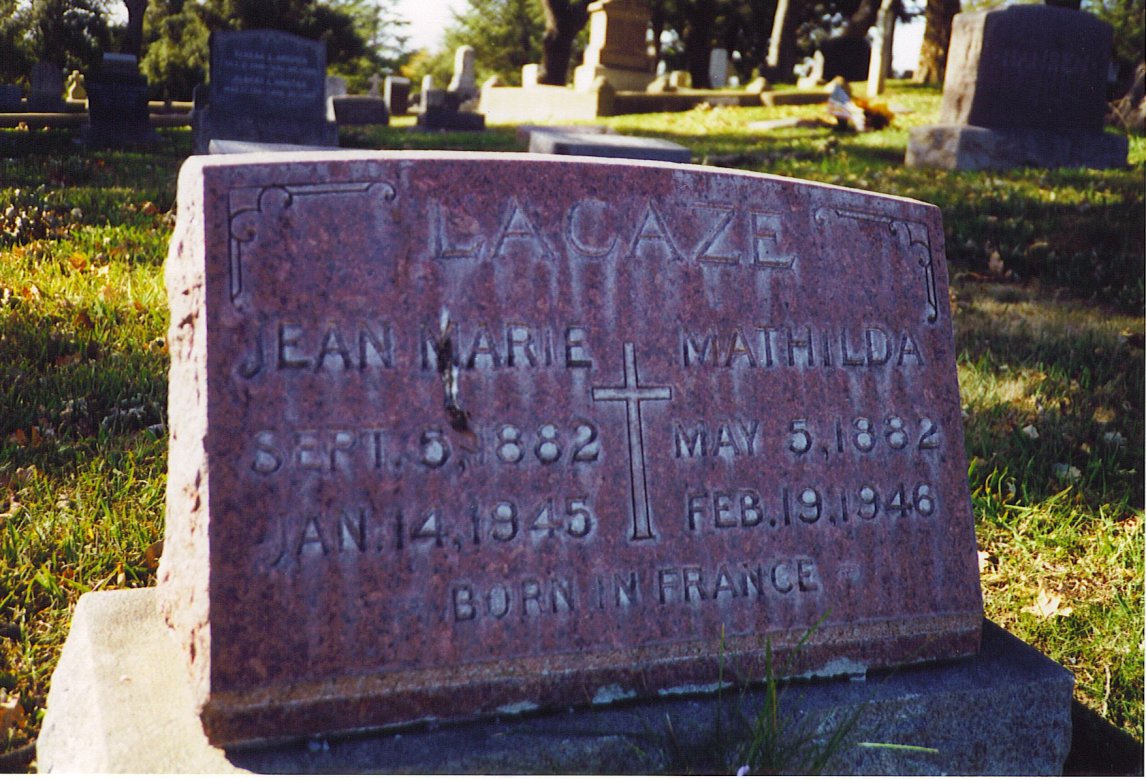 LACAZE
JEAN MARIE
SEPT. 5, 1882
JAN. 14, 1945
MATHILDA
MAY 5, 1882
FEB. 19, 1946
BORN IN FRANCE